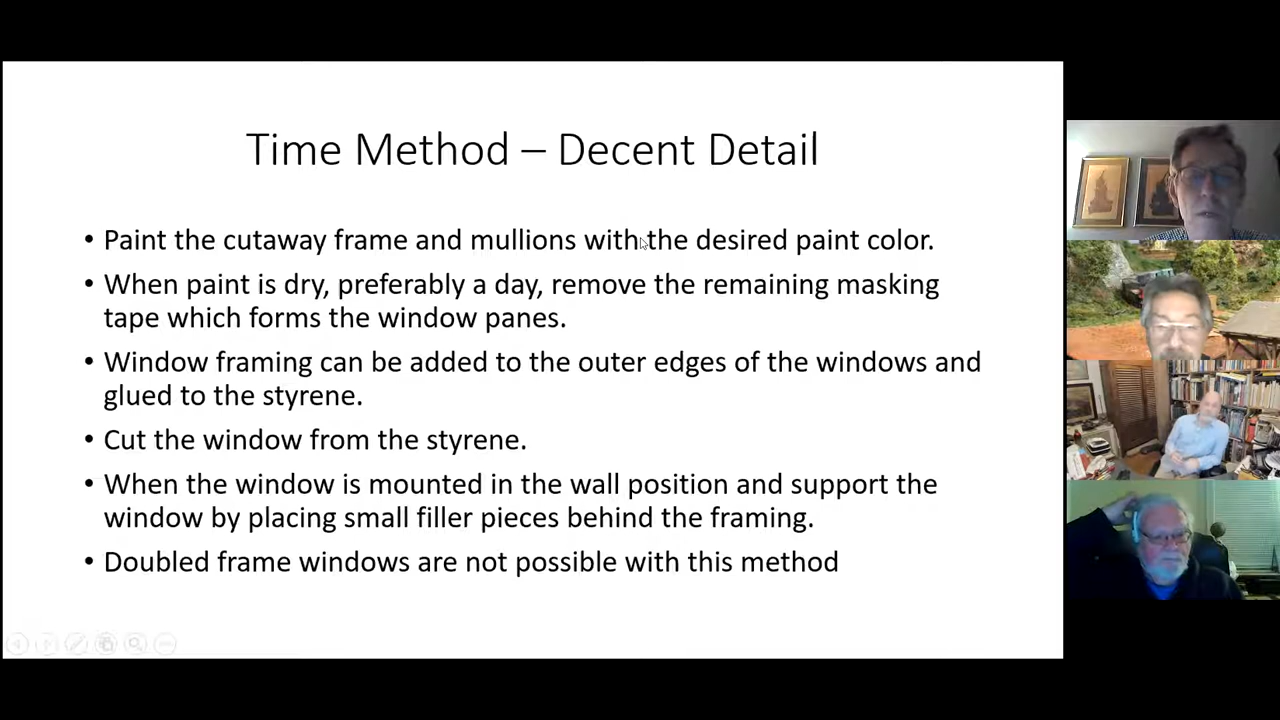 Time Method – Decent Detail
• Paint the cutaway frame and mullions with the desired paint color.
• When paint is dry, preferably a day, remove the remaining masking
tape which forms the window panes.
• Window framing can be added to the outer edges of the windows and
glued to the styrene.
• Cut the window from the styrene.
• When the window is mounted in the wall position and support the
window by placing small filler pieces behind the framing.
• Doubled frame windows are not possible with this method